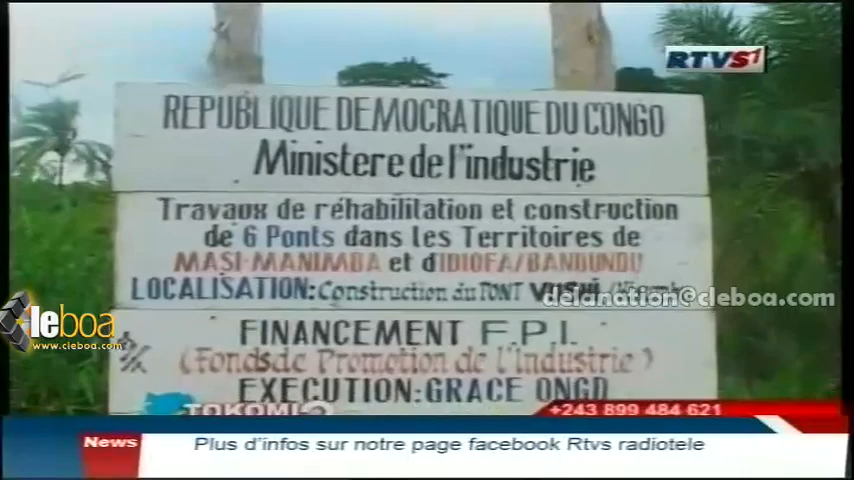 RTVS1
REPUBLIQUE DEMOCRATIQUE DU CONGO
Ministere de l'industrie
Travaux de réhabilitation et construction
de 6 Ponts dans les Territoires de
MASI-MANIMBA et d'IDIOFA/BANDUNDU
LOCALISATION: Construction du PONT
delanation@cleboa.com
cleboa
www.cleboa.com
FINANCEMENT F.P.I.
(Fonds de Promotion de l'Industrie)
EXECUTION: GRACE ONGD
TOKOMI
+243 899 484 621
News
Plus d'infos sur notre page facebook Rtvs radiotele